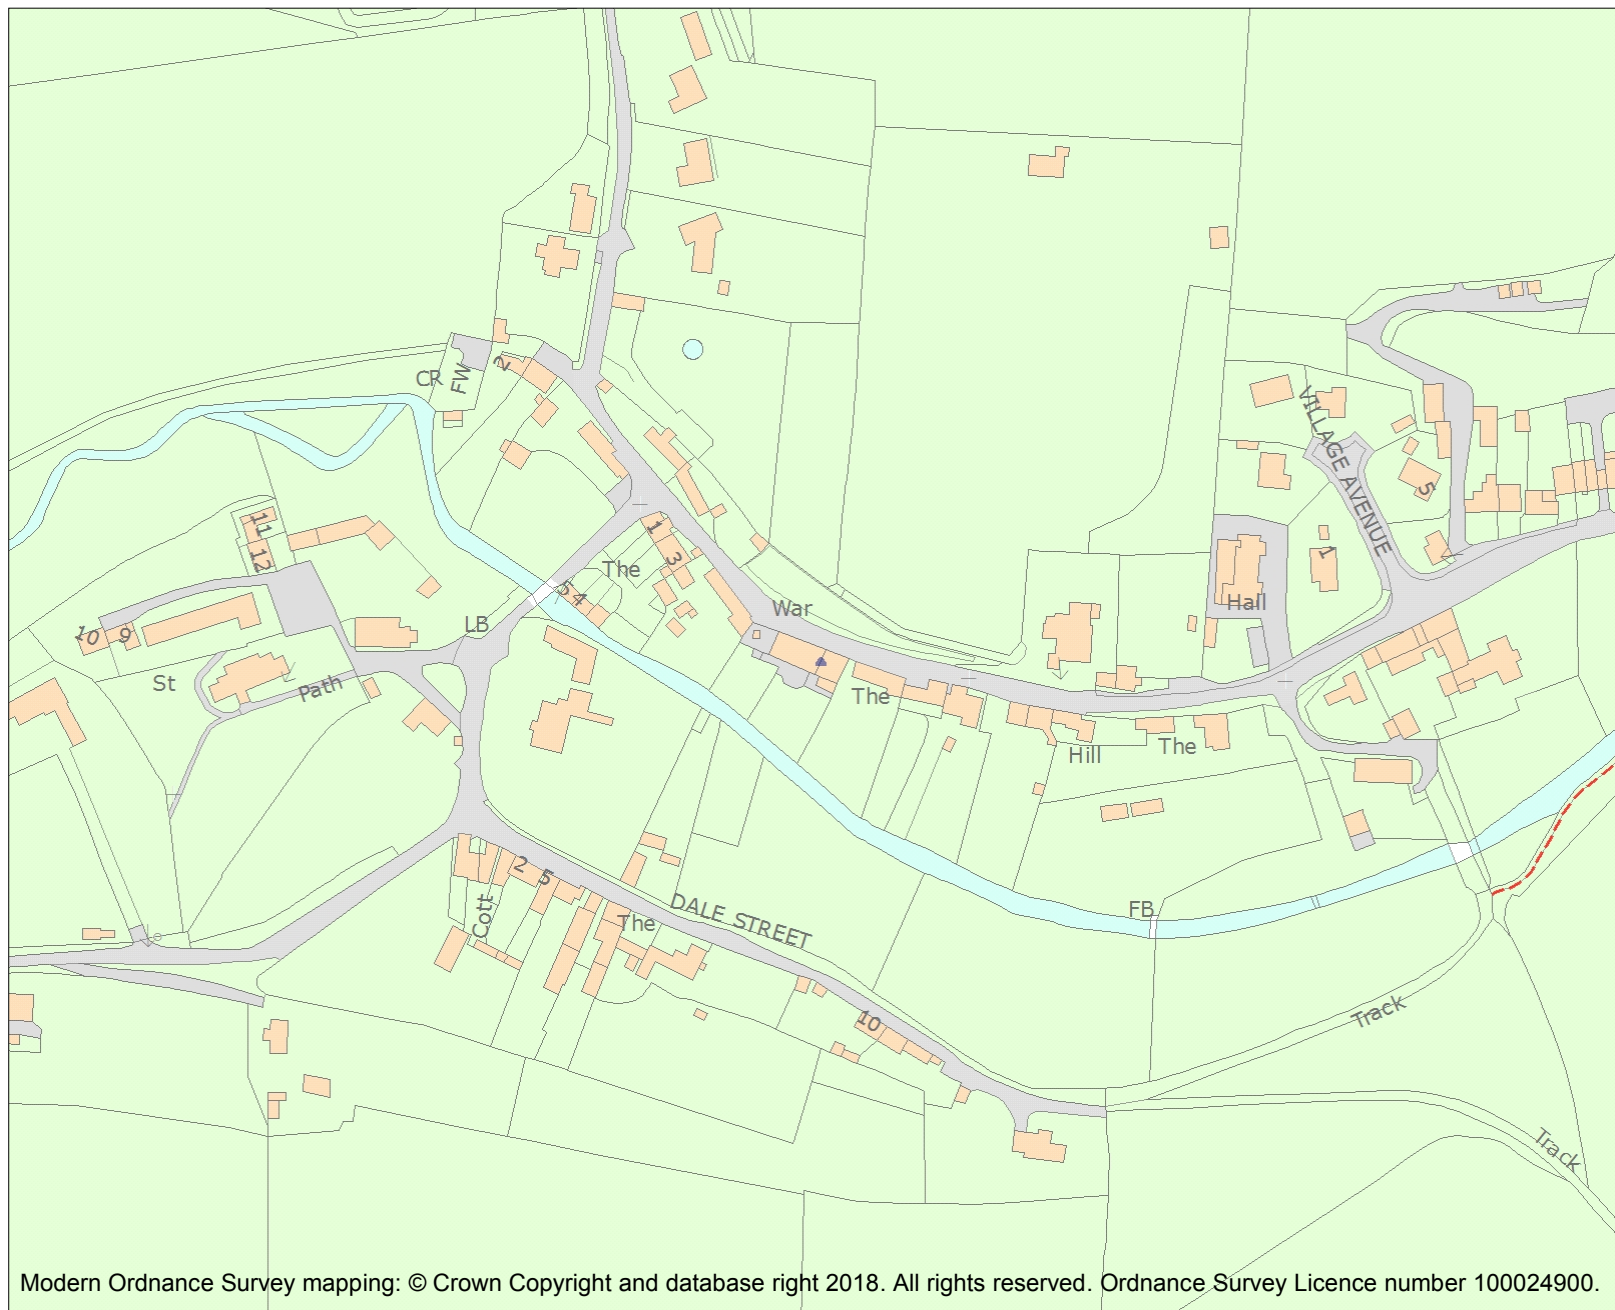 CR
FW
2
VILLAGE AVENUE
5
1
11
12
1
3
The
5 4
LB
War
Hall
10
9
St
Path
The
Hill
The
2
5
Cott
The
DALE STREET
FB
10
Track
Track
Modern Ordnance Survey mapping: © Crown Copyright and database right 2018. All rights reserved. Ordnance Survey Licence number 100024900.